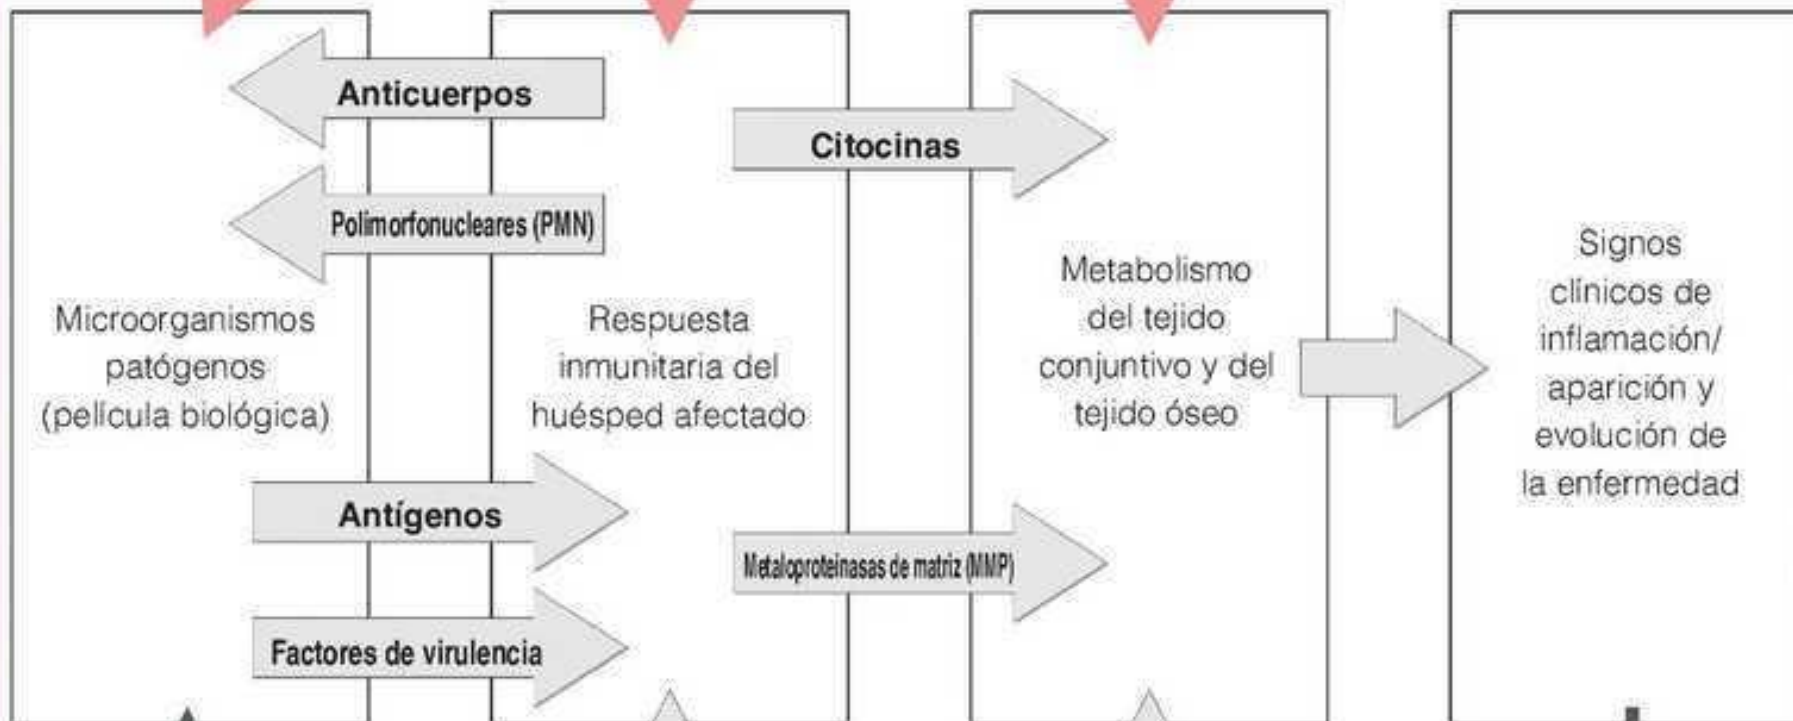 Anticuerpos
Polimorfonucleares (PMN)
Microorganismos
patógenos
(película biológica)
Antígenos
Factores de virulencia
Respuesta
inmunitaria del
huésped afectado
Citocinas
Metaloproteinasas de matriz (MMP)
Metabolismo
del tejido
conjuntivo y del
tejido óseo
Signos
clínicos de
inflamación/
aparición y
evolución de
la enfermedad